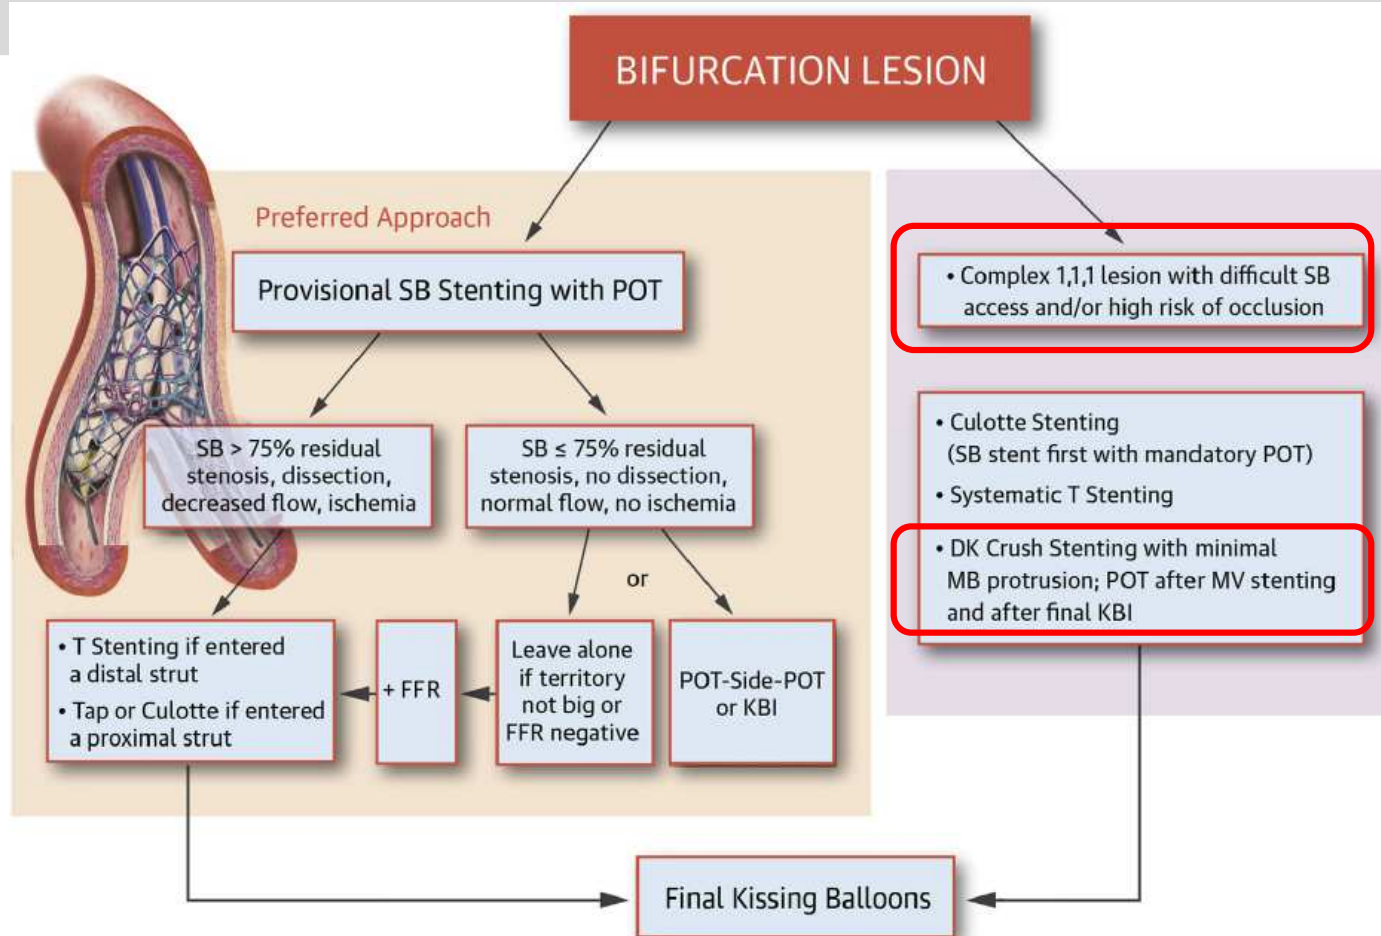 BIFURCATION LESION
Preferred Approach
Provisional SB Stenting with POT
SB > 75% residual
stenosis, dissection,
decreased flow, ischemia
SB ≤ 75% residual
stenosis, no dissection,
normal flow, no ischemia
or
• T Stenting if entered
a distal strut
• Tap or Culotte if entered
a proximal strut
+ FFR
Leave alone
if territory
not big or
FFR negative
POT-Side-POT
or KBI
• Complex 1,1,1 lesion with difficult SB
access and/or high risk of occlusion
• Culotte Stenting
(SB stent first with mandatory POT)
• Systematic T Stenting
• DK Crush Stenting with minimal
MB protrusion; POT after MV stenting
and after final KBI
Final Kissing Balloons